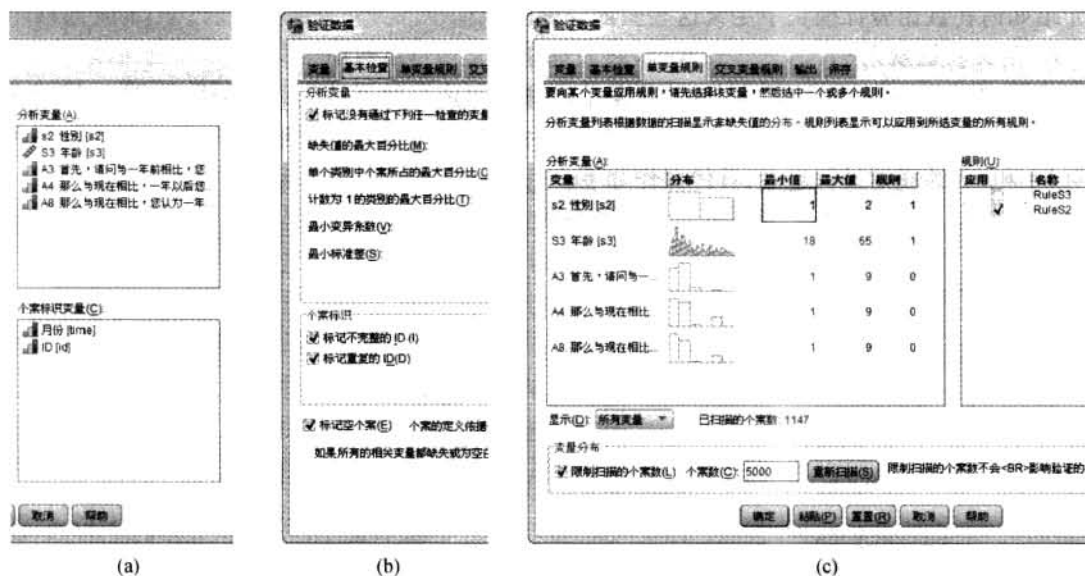 分析变量(A):
s2 性别 [s2]
S3 年龄 [s3]
A3 首先，请问与一年前相比，您
A4 那么与现在相比，一年以后您
A8 那么与现在相比，您认为一年
个案标识变量(C):
月份 [time]
ID [id]
取消 帮助
(a)
验证数据
变量 基本检查 单变量规则 交叉
分析变量
标记没有通过下列任一检查的变量
缺失值的最大百分比(M):
单个类别中个案所占的最大百分比(C
计数为 1 的类别的最大百分比(T)
最小变异系数(V):
最小标准差(S):
个案标识
标记不完整的 ID (I)
标记重复的 ID(D)
标记空个案(E) 个案的定义依据
如果所有的相关变量都缺失或为空白
(b)
验证数据
变量 基本检查 单变量规则 交叉变量规则 输出 保存
要向某个变量应用规则，请先选择该变量，然后选中一个或多个规则。
分析变量列表根据数据的扫描显示非缺失值的分布。规则列表显示可以应用到所选变量的所有规则。
分析变量(A): 规则(U):
变量 分布 最小值 最大值 规则 应用 名称
s2 性别 [s2] 1 2 1
RuleS3
RuleS2
S3 年龄 [s3] 18 65 1
A3 首先，请问与一... 1 9 0
A4 那么与现在相比... 1 9 0
A8. 那么与现在相比... 1 9 0
显示(D): 所有变量 已扫描的个案数: 1147
变量分布
限制扫描的个案数(L) 个案数(C): 5000 重新扫描(S) 限制扫描的个案数不会<BR>影响验证的
确定 粘贴(P) 重置(R) 取消 帮助
(c)